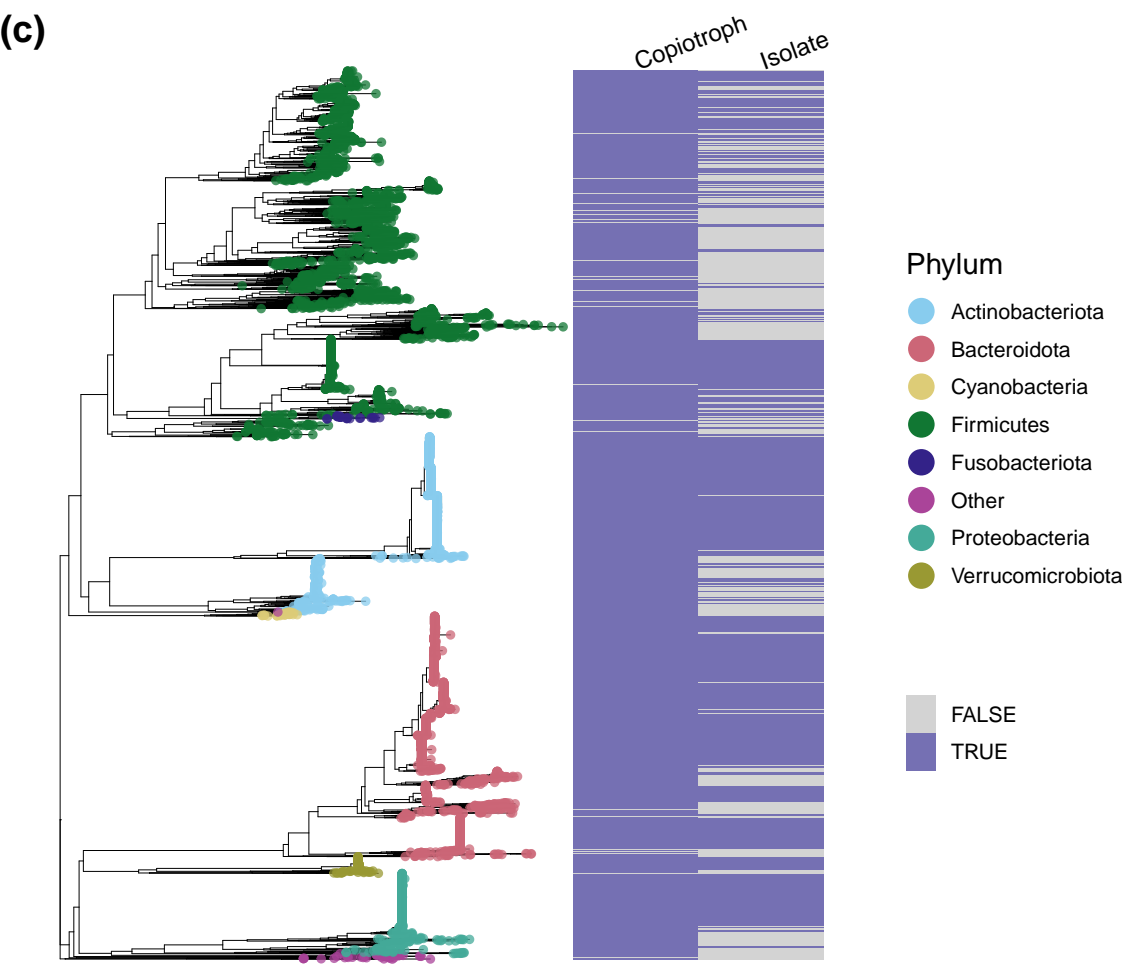 (c)
Copiotroph
Isolate
Phylum
Actinobacteriota
Bacteroidota
Cyanobacteria
Firmicutes
Fusobacteriota
Other
Proteobacteria
Verrucomicrobiota
FALSE
TRUE